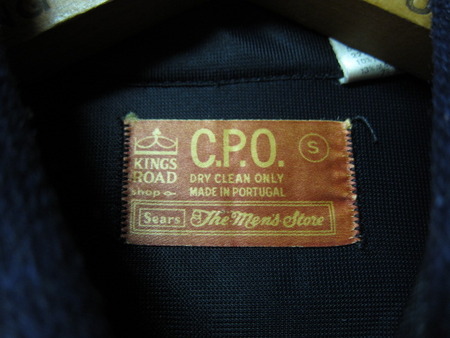 KINGS
ROAD
shop
C.P.O.
S
DRY CLEAN ONLY
MADE IN PORTUGAL
Sears The Men's Store